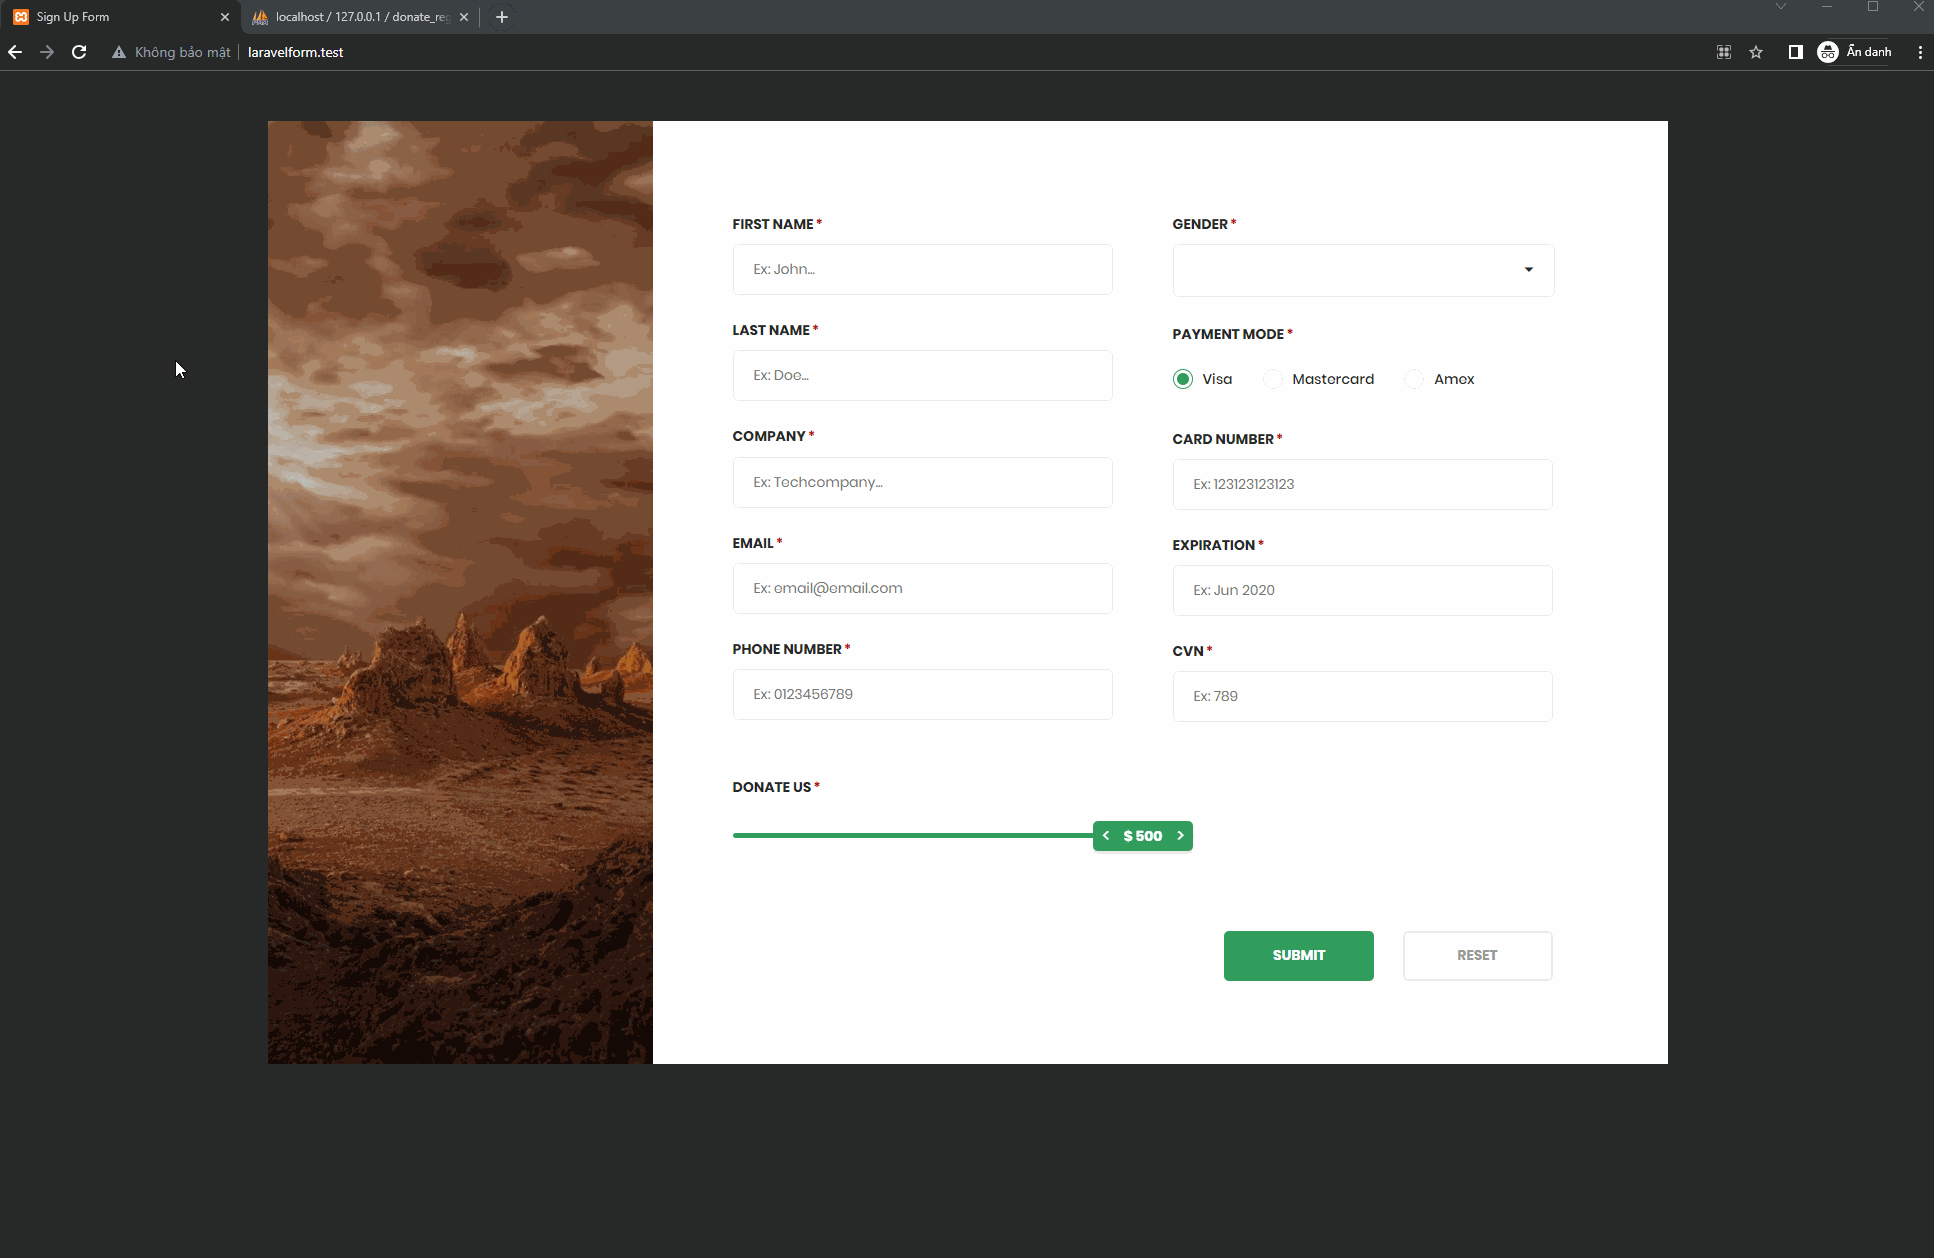 Sign Up Form
localhost / 127.0.0.1 / donate_reg
Không bảo mật
laravelform.test
Ẩn danh
FIRST NAME *
Ex: John...
LAST NAME *
Ex: Doe...
COMPANY *
Ex: Techcompany...
EMAIL *
Ex: email@email.com
PHONE NUMBER *
Ex: 0123456789
GENDER *
PAYMENT MODE *
Visa
Mastercard
Amex
CARD NUMBER *
Ex: 123123123123
EXPIRATION *
Ex: Jun 2020
CVN *
Ex: 789
DONATE US *
< $ 500 >
SUBMIT
RESET